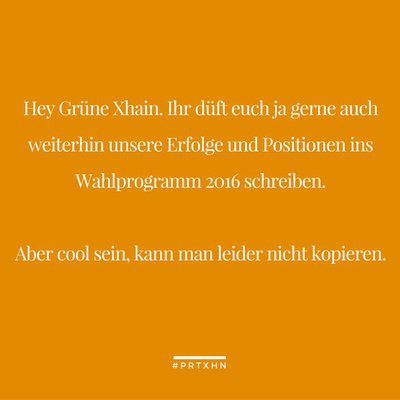 Hey Grüne Xhain. Ihr düft euch ja gerne auch
weiterhin unsere Erfolge und Positionen ins
Wahlprogramm 2016 schreiben.
Aber cool sein, kann man leider nicht kopieren.
#PRTXHN